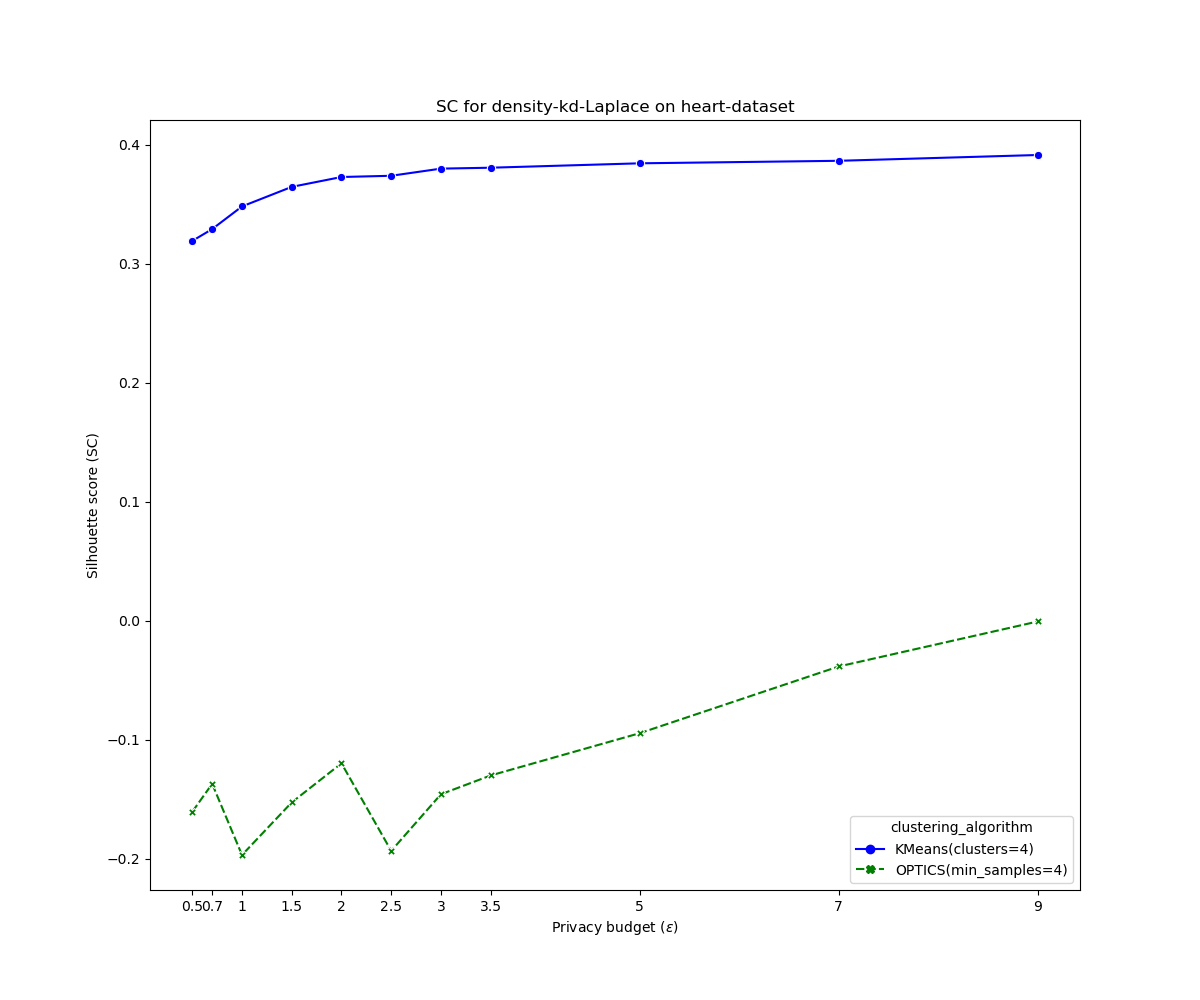 SC for density-kd-Laplace on heart-dataset
Silhouette score (SC)
0.4
0.3
0.2
0.1
0.0
−0.1
−0.2
0.5 0.7 1 1.5 2 2.5 3 3.5 5 7 9
Privacy budget (ε)
clustering_algorithm
KMeans(clusters=4)
OPTICS(min_samples=4)